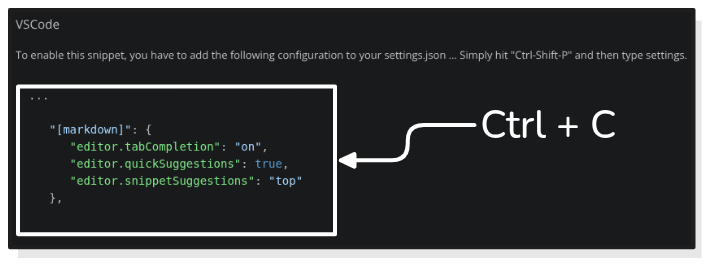 VSCode
To enable this snippet, you have to add the following configuration to your settings.json ... Simply hit "Ctrl-Shift-P" and then type settings.
...
"[markdown]": {
"editor.tabCompletion": "on",
"editor.quickSuggestions": true,
"editor.snippetSuggestions": "top"
},
Ctrl + C